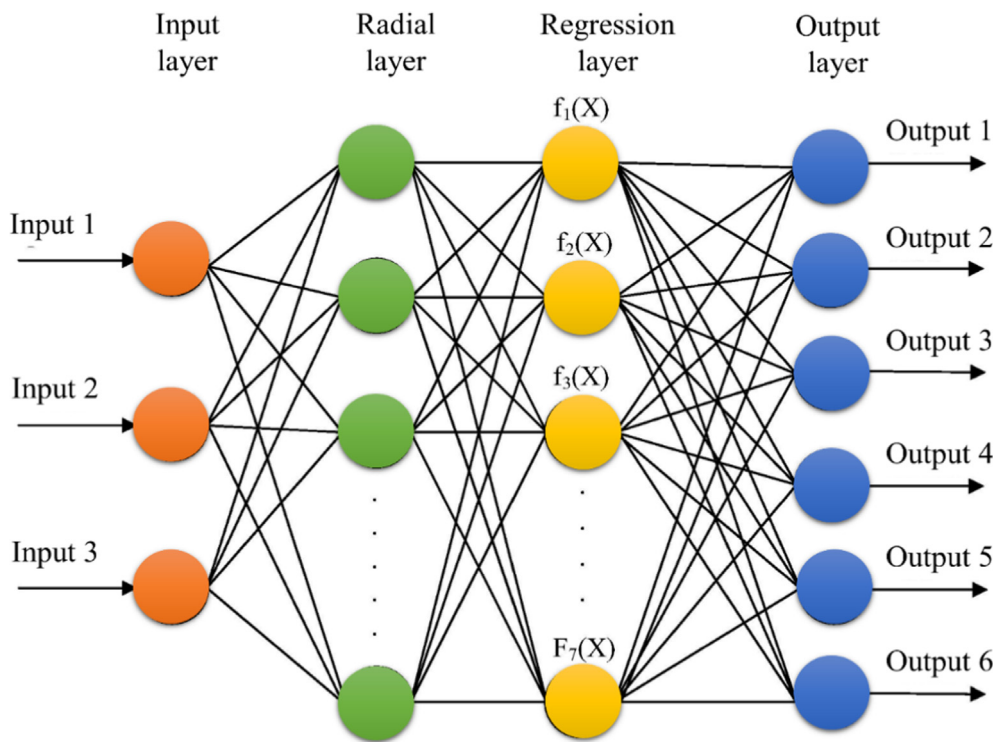 Input
layer
Radial
layer
Regression
layer
Output
layer
f₁(X)
f₂(X)
f₃(X)
F₇(X)
Input 1
Input 2
Input 3
Output 1
Output 2
Output 3
Output 4
Output 5
Output 6